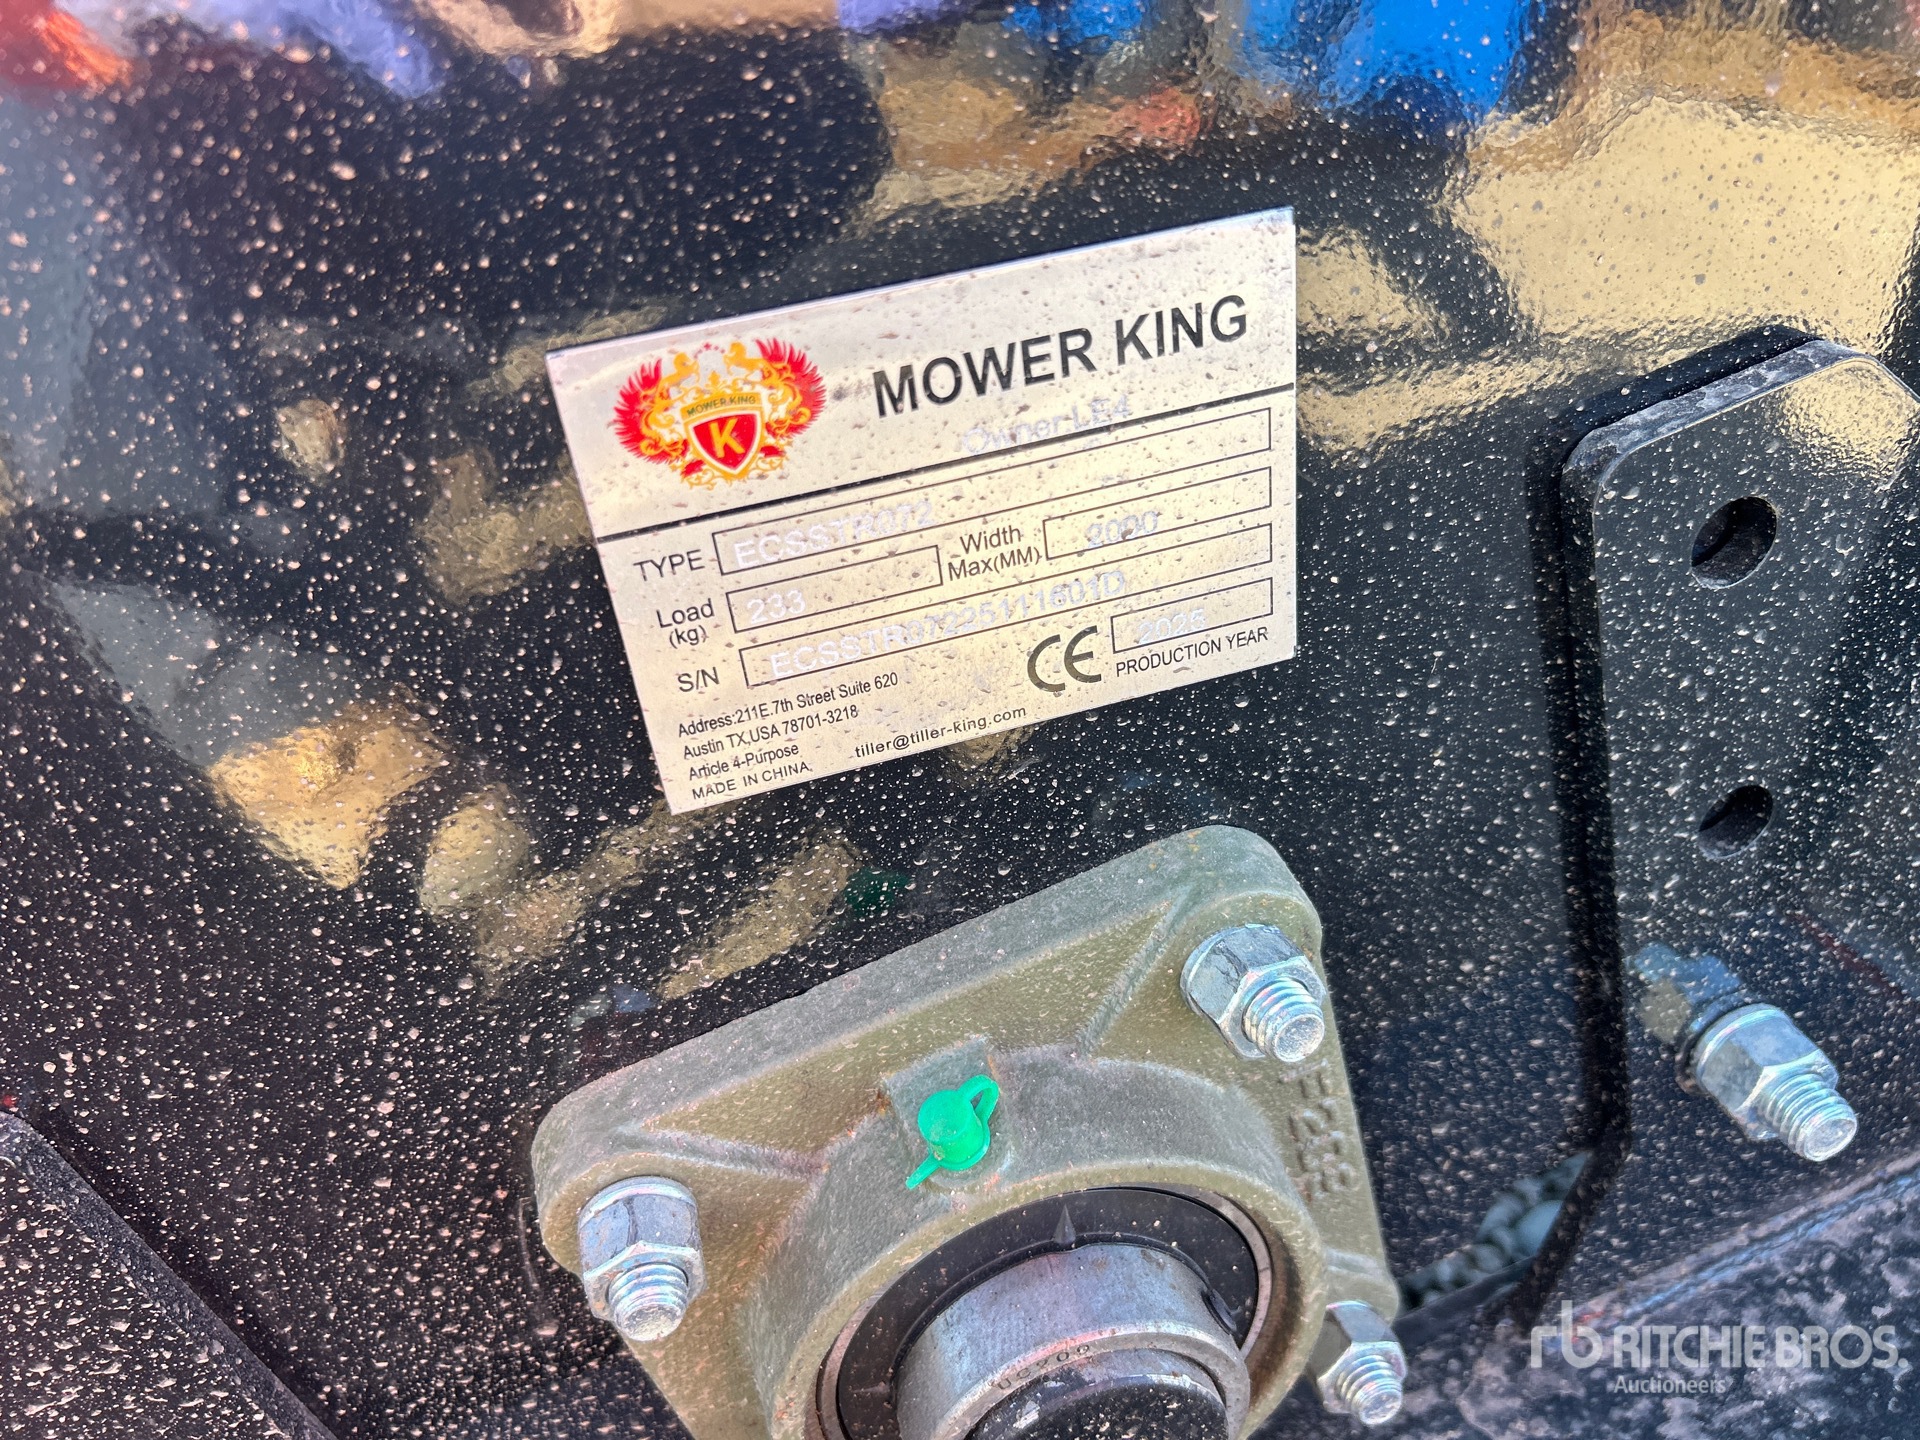 MOWER KING
MOWER KING
K
Owner LE4
TYPE ECSSTR072
Load (kg) 233 Width Max(MM) 2000
S/N ECSSTR07225111601D
CE 2025
PRODUCTION YEAR
Address:211E.7th Street Suite 620
Austin TX,USA 78701-3218
Article 4-Purpose
tiller@tiller-king.com
MADE IN CHINA
rb RITCHIE BROS.
Auctioneers